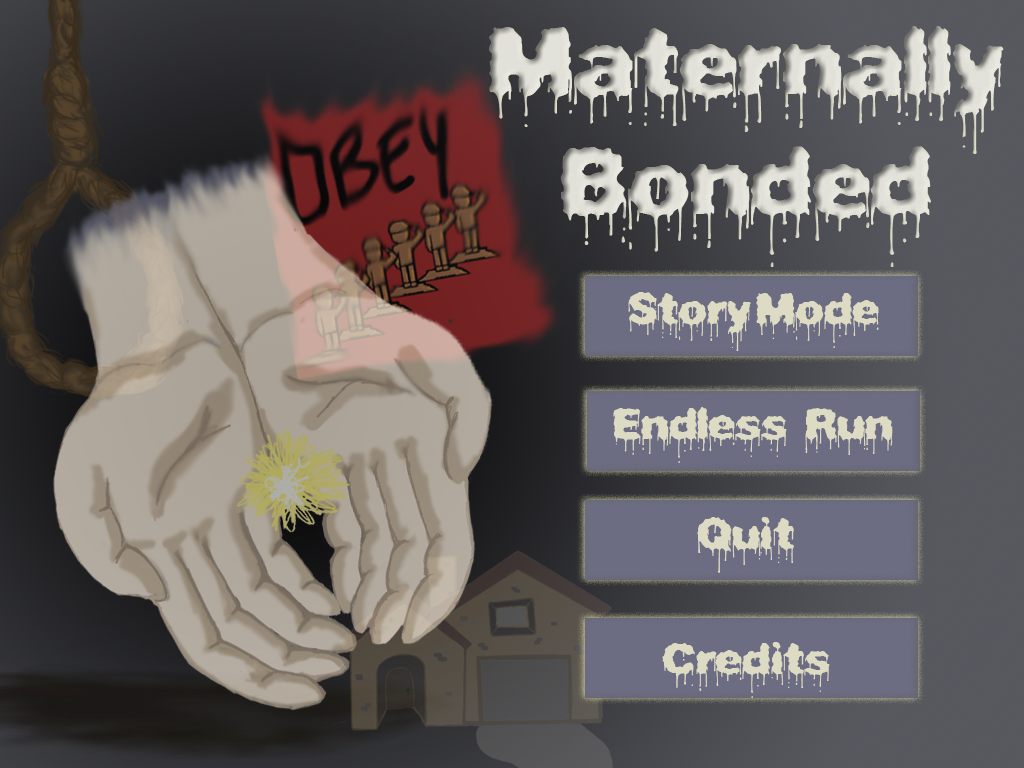 Maternally
Bonded
OBEY
Story Mode
Endless Run
Quit
Credits